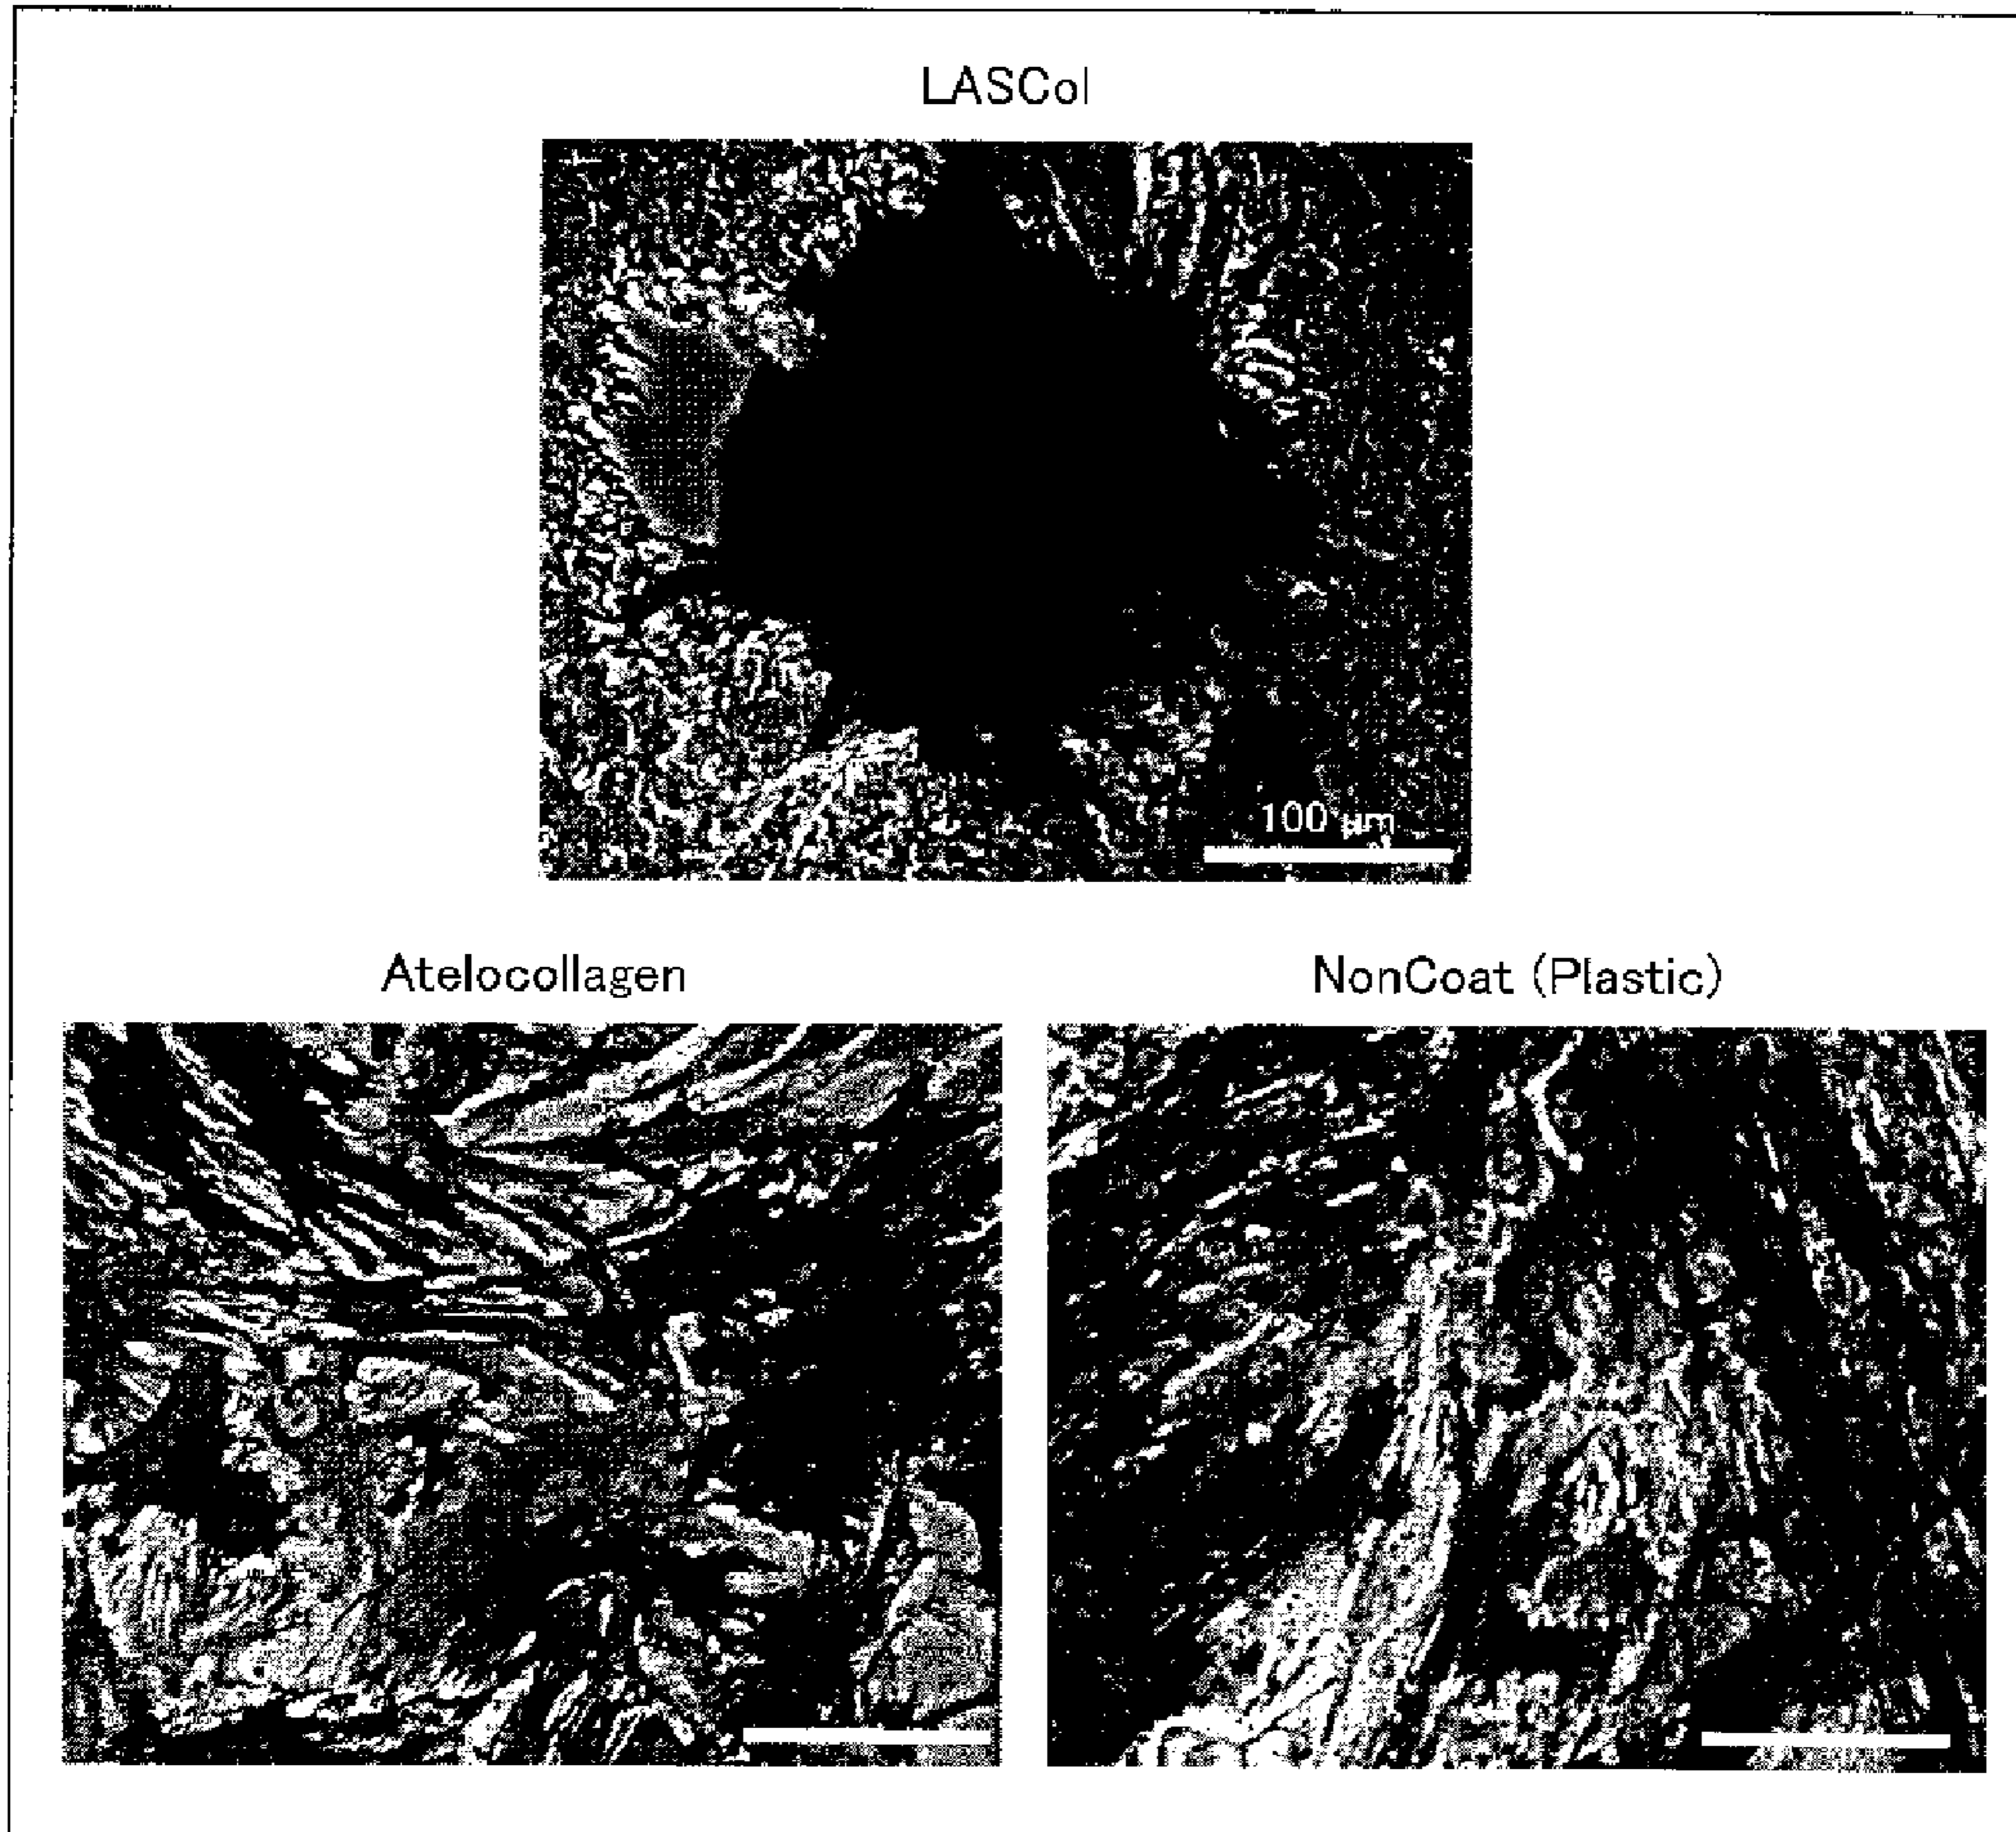 LASCol
100 μm
Atelocollagen
NonCoat (Plastic)